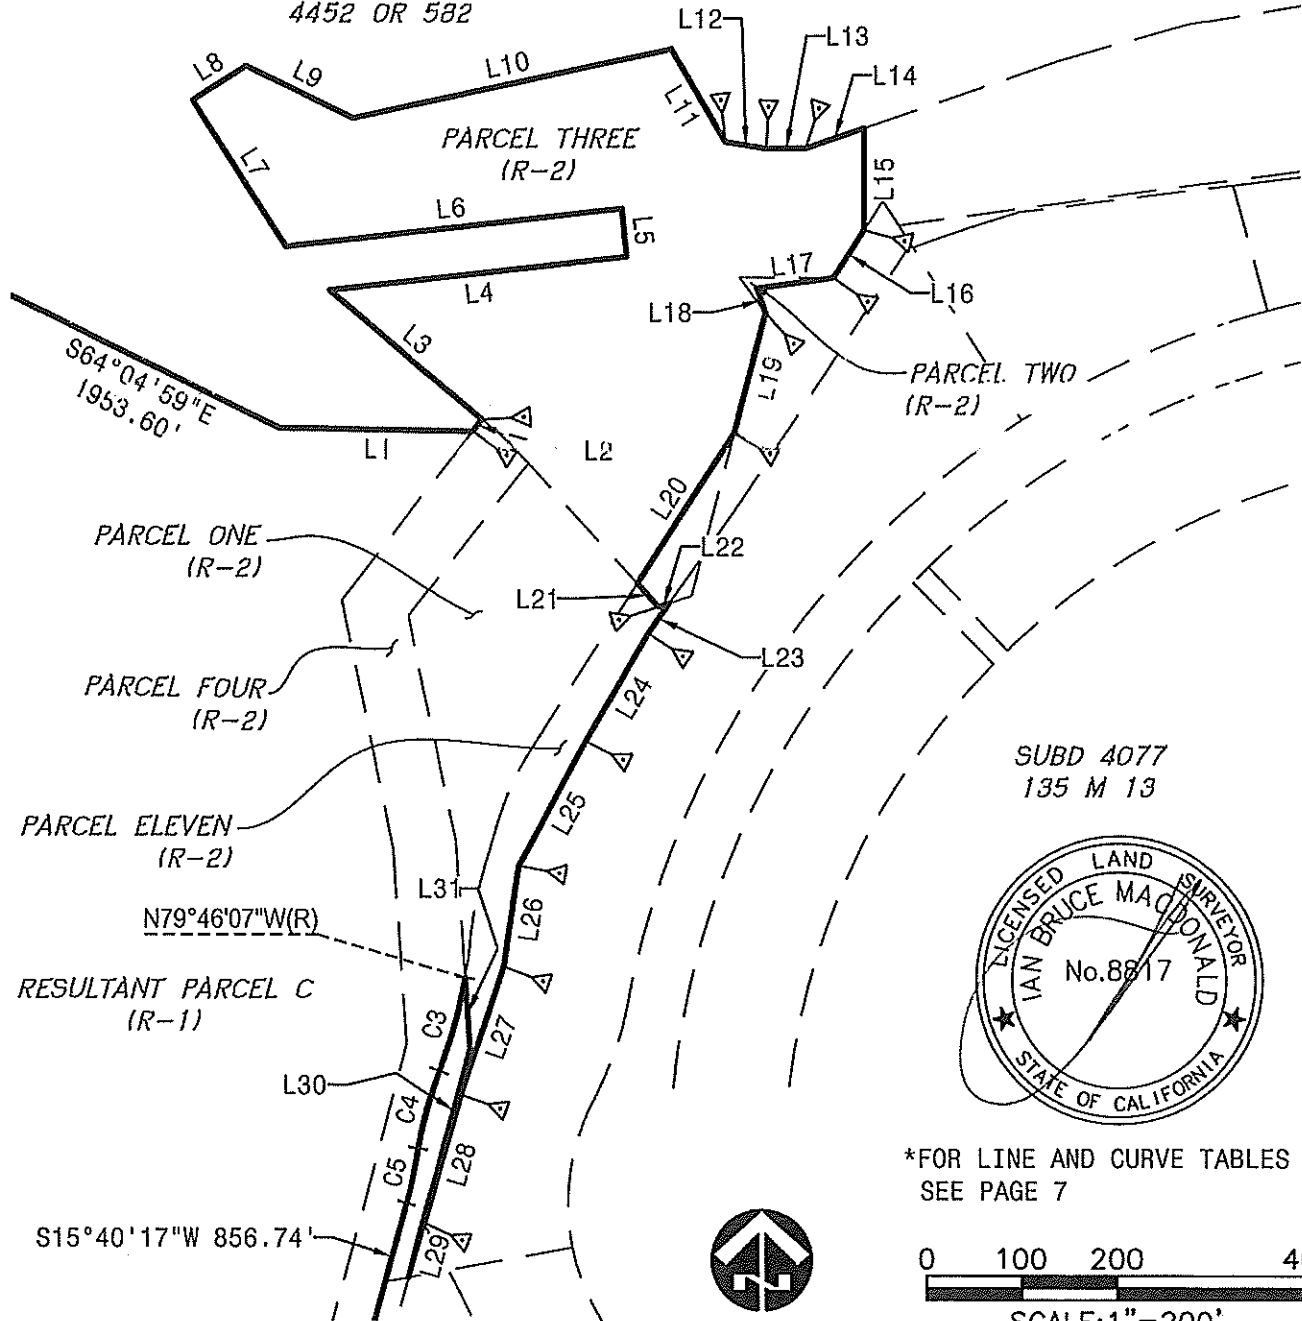 4452 OR 582
L12
L13
L14
L8
L9
L10
L11
PARCEL THREE
(R-2)
L7
L6
L5
L15
L4
L17
L16
L18
L3
L19
PARCEL TWO
(R-2)
S64°04'59"E
1953.60'
L1
L2
L20
PARCEL ONE
(R-2)
L22
L21
L23
PARCEL FOUR
(R-2)
L24
SUBD 4077
135 M 13
L25
PARCEL ELEVEN
(R-2)
L31
L26
N79°46'07"W(R)
RESULTANT PARCEL C
(R-1)
C3
L27
L30
C4
L28
C5
S15°40'17"W 856.74'
L29
LICENSED LAND SURVEYOR
IAN BRUCE MACDONALD
No.8817
STATE OF CALIFORNIA
*FOR LINE AND CURVE TABLES
SEE PAGE 7
N
0 100 200 40
SCALE:1"=200'